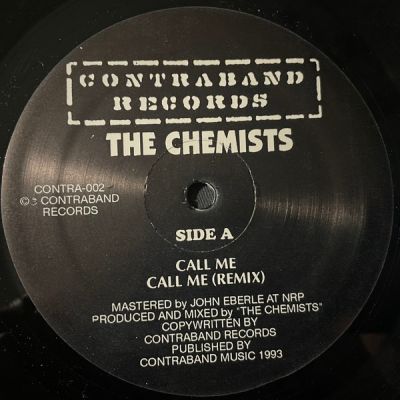 CONTRABAND
RECORDS
THE CHEMISTS
CONTRA-002
© CONTRABAND
RECORDS
SIDE A
CALL ME
CALL ME (REMIX)
MASTERED by JOHN EBERLE AT NRP
PRODUCED AND MIXED by "THE CHEMISTS"
COPYWRITTEN BY
CONTRABAND RECORDS
PUBLISHED BY
CONTRABAND MUSIC 1993